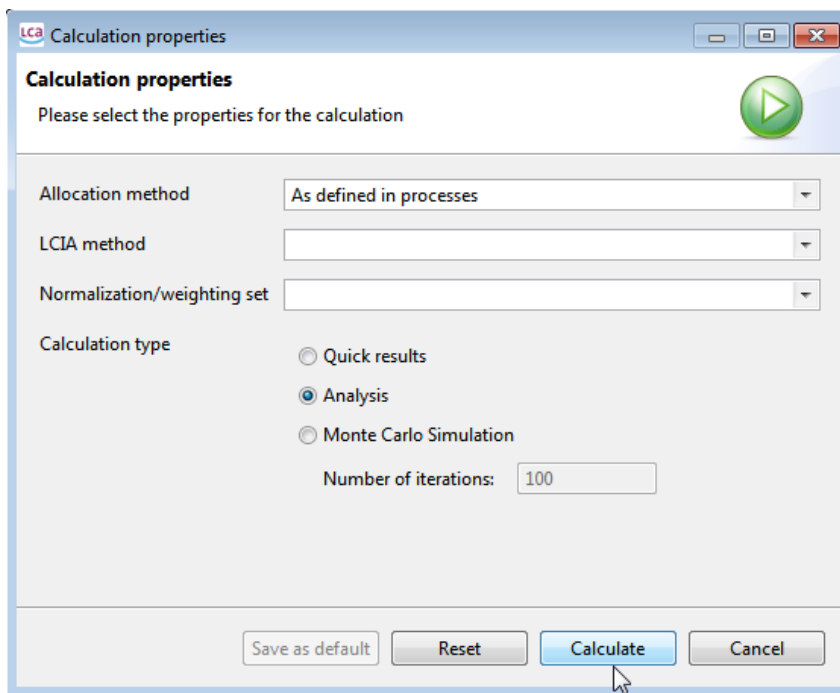 LCA Calculation properties
Calculation properties
Please select the properties for the calculation
Allocation method As defined in processes
LCIA method
Normalization/weighting set
Calculation type
Quick results
Analysis
Monte Carlo Simulation
Number of iterations: 100
Save as default Reset Calculate Cancel